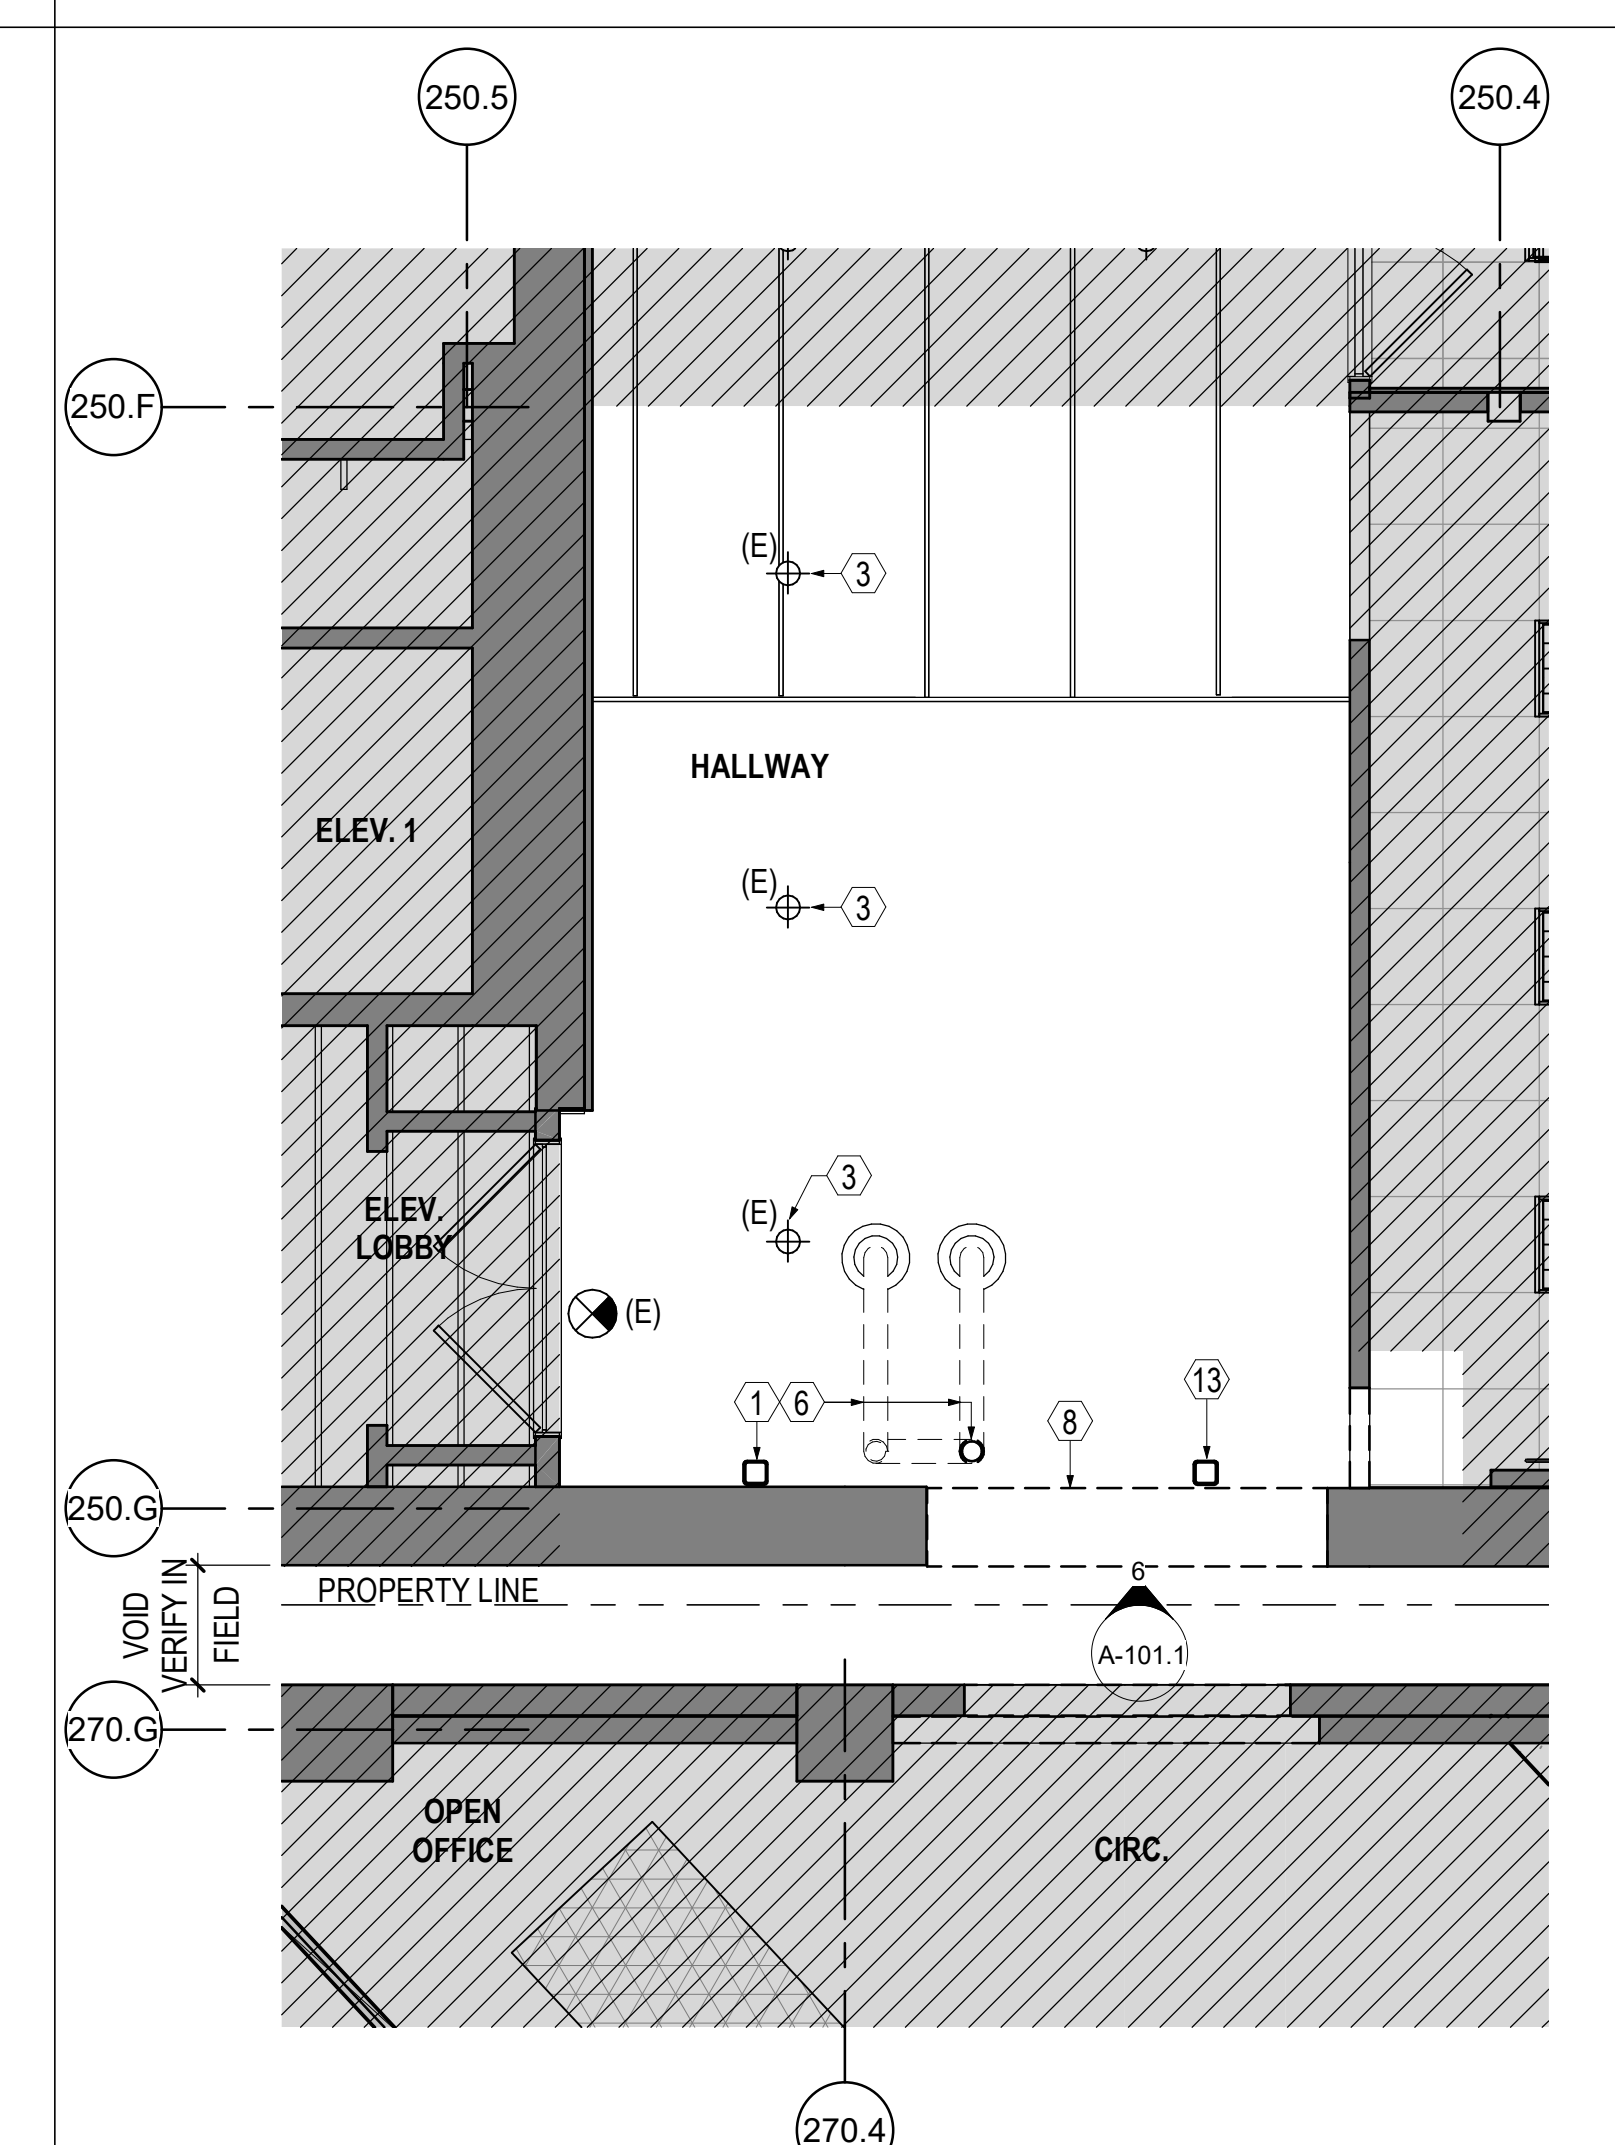 250.5
250.4
250.F
(E)
3
HALLWAY
ELEV. 1
(E)
3
3
(E)
ELEV.
LOBBY
(E)
1
6
8
13
250.G
PROPERTY LINE
VOID
VERIFY IN
FIELD
6
A-101.1
270.G
OPEN
OFFICE
CIRC.
270.4